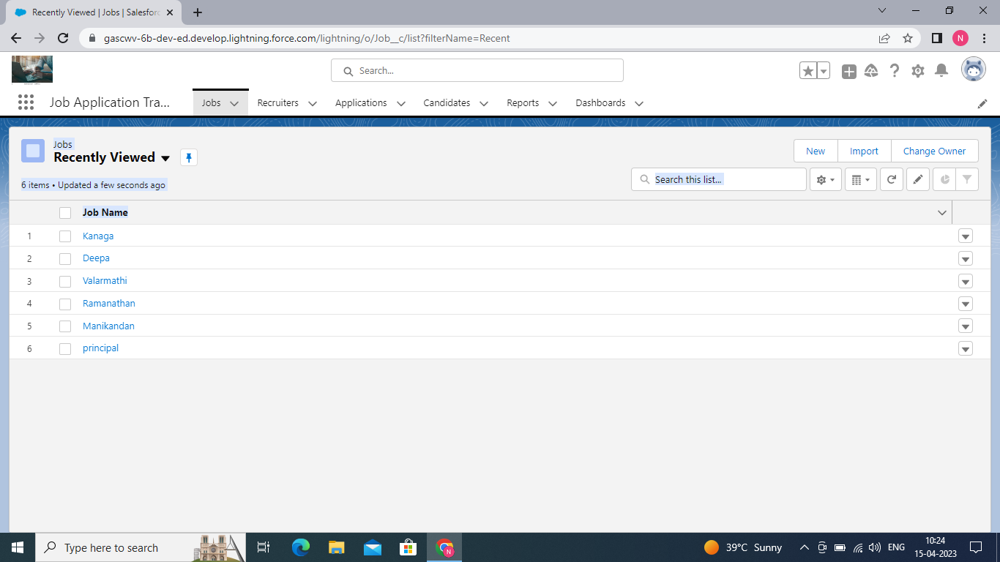 Recently Viewed | Jobs | Salesforc
gascwv-6b-dev-ed.develop.lightning.force.com/lightning/o/Job__c/list?filterName=Recent
N
Search...
Job Application Tra...
Jobs
Recruiters
Applications
Candidates
Reports
Dashboards
Jobs
Recently Viewed
New
Import
Change Owner
6 items • Updated a few seconds ago
Search this list...
Job Name
1 Kanaga
2 Deepa
3 Valarmathi
4 Ramanathan
5 Manikandan
6 principal
Type here to search
N
39°C Sunny
ENG
10:24
15-04-2023